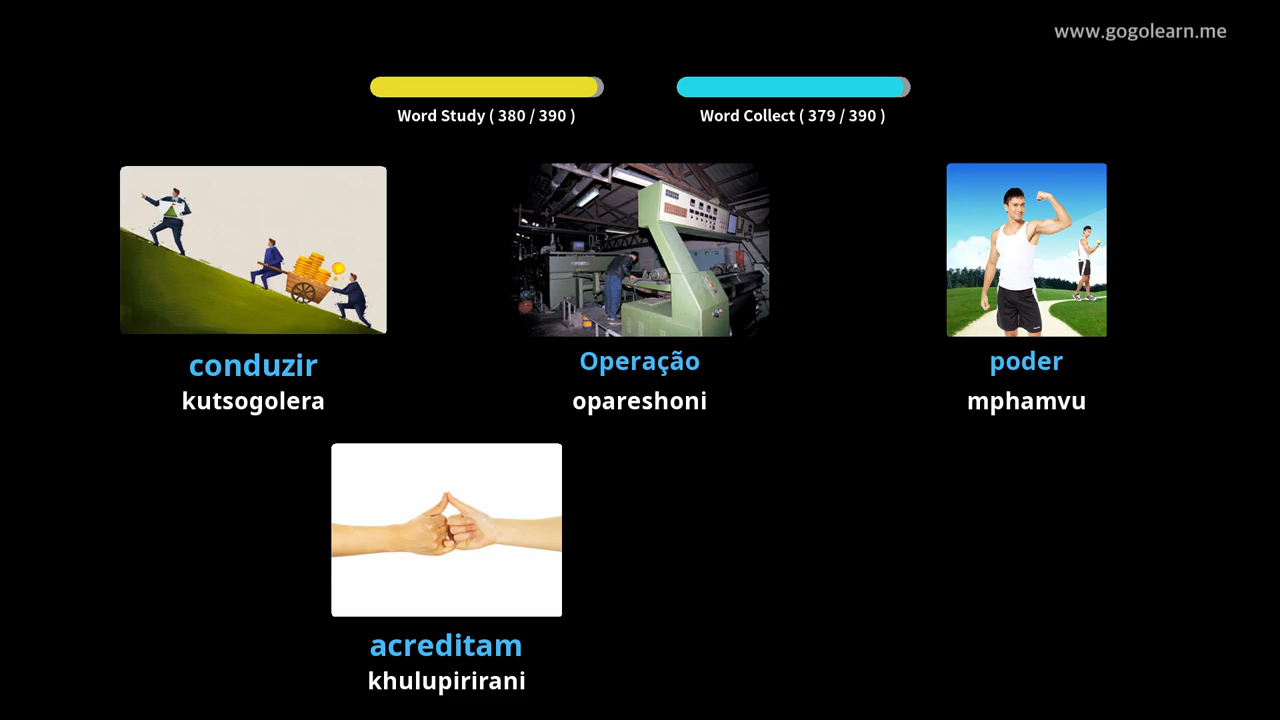 www.gogolearn.me
Word Study ( 380 / 390 )
Word Collect ( 379 / 390 )
conduzir
kutsogolera
Operação
opareshoni
poder
mphamvu
acreditam
khulupirirani